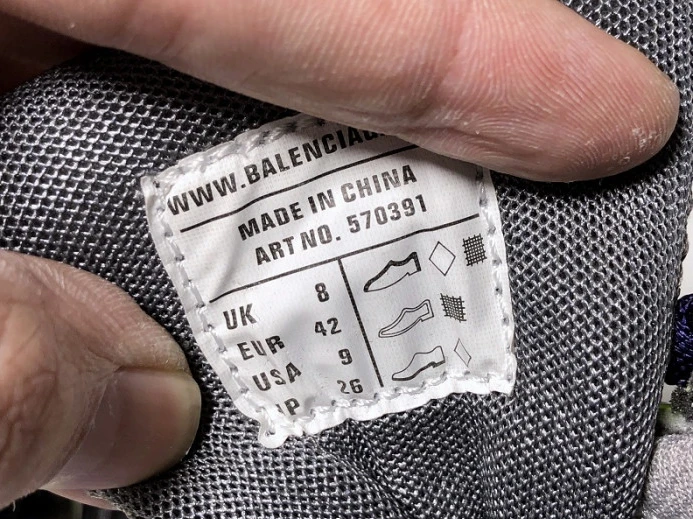 WWW.BALENCIAG
MADE IN CHINA
ART NO. 570391
UK 8
EUR 42
USA 9
P 26